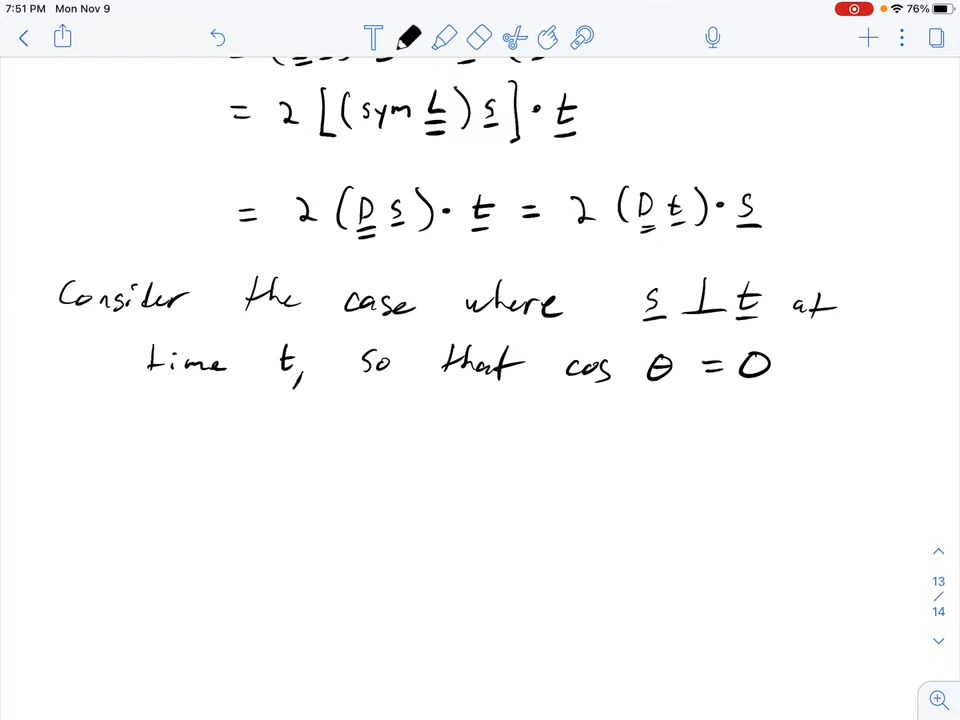 7:51 PM Mon Nov 9 76%
= 2 [(sym L) s] · t
= 2 (D s) · t = 2 (D t) · s
Consider the case where s ⊥ t at
time t, so that cos θ = 0
13
/
14